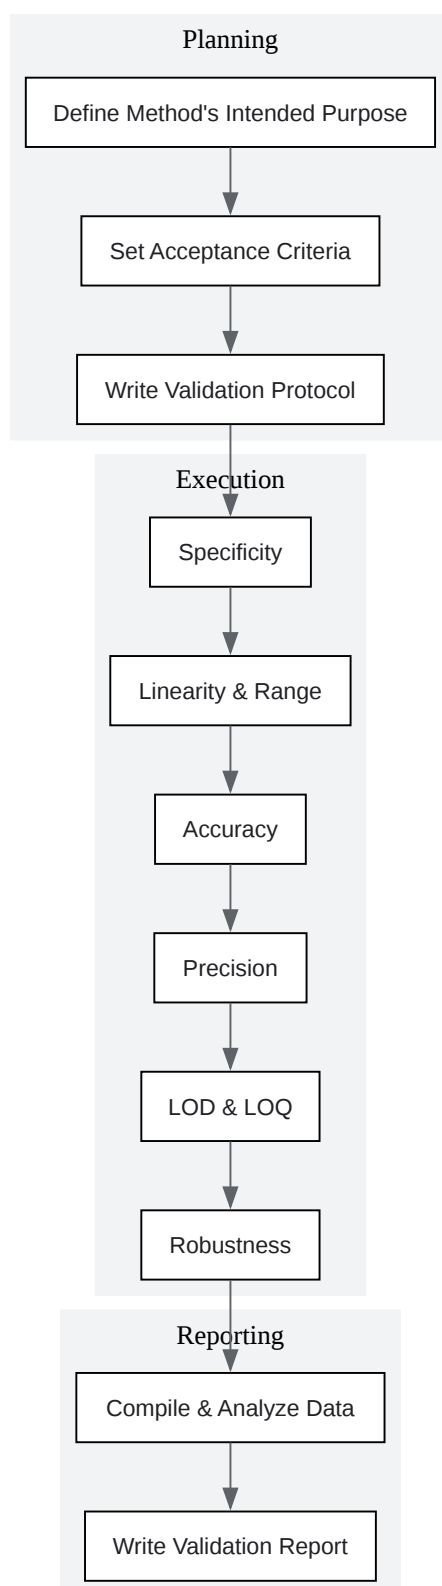 Planning
Define Method's Intended Purpose
Set Acceptance Criteria
Write Validation Protocol
Execution
Specificity
Linearity & Range
Accuracy
Precision
LOD & LOQ
Robustness
Reporting
Compile & Analyze Data
Write Validation Report